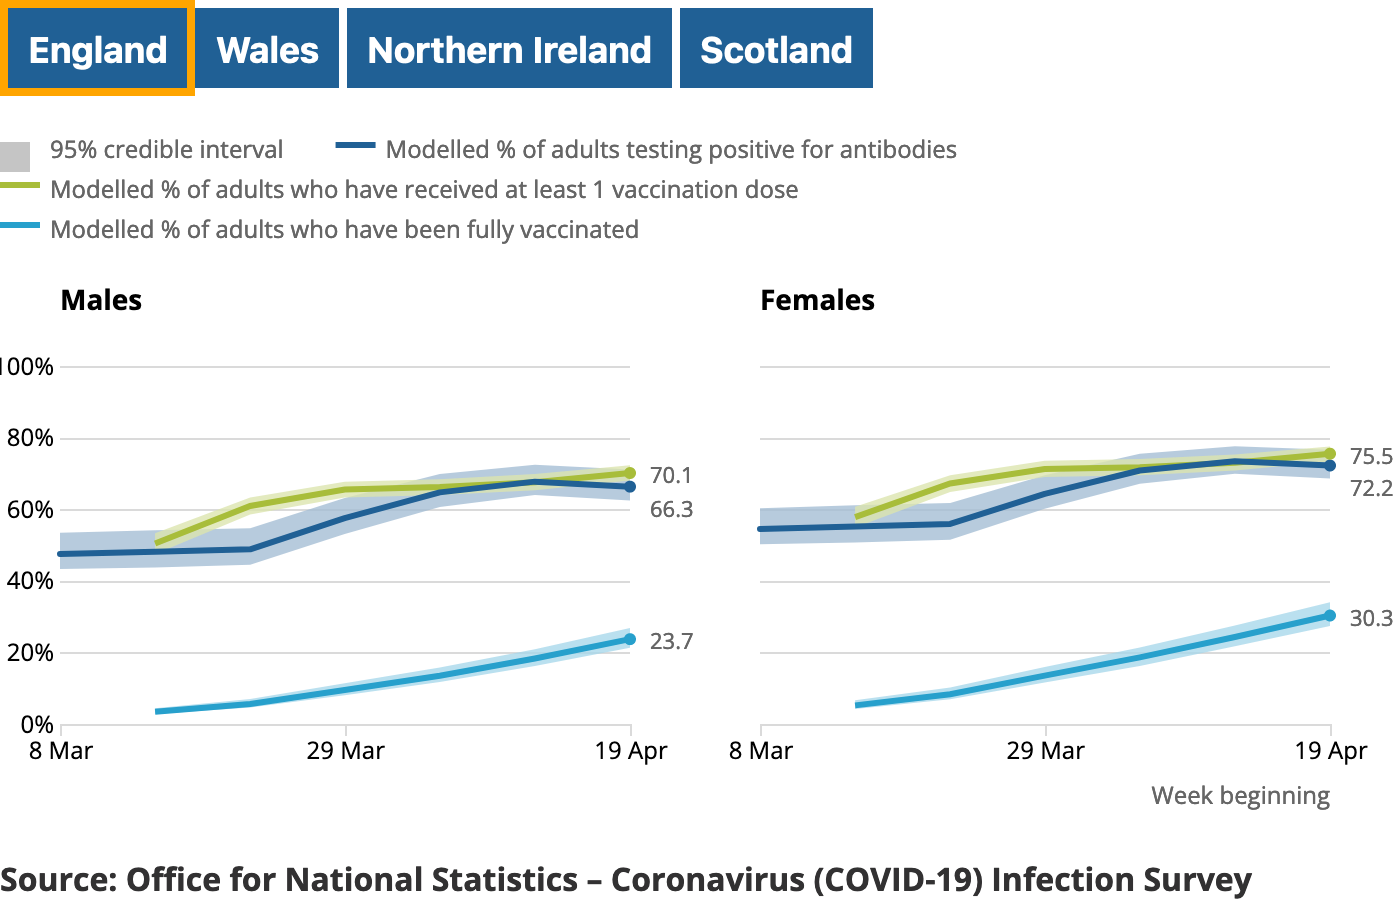 England Wales Northern Ireland Scotland
95% credible interval Modelled % of adults testing positive for antibodies
Modelled % of adults who have received at least 1 vaccination dose
Modelled % of adults who have been fully vaccinated
Males Females
100%
80%
60%
40%
20%
0%
70.1
66.3
23.7
8 Mar 29 Mar 19 Apr
75.5
72.2
30.3
8 Mar 29 Mar 19 Apr
Week beginning
Source: Office for National Statistics – Coronavirus (COVID-19) Infection Survey